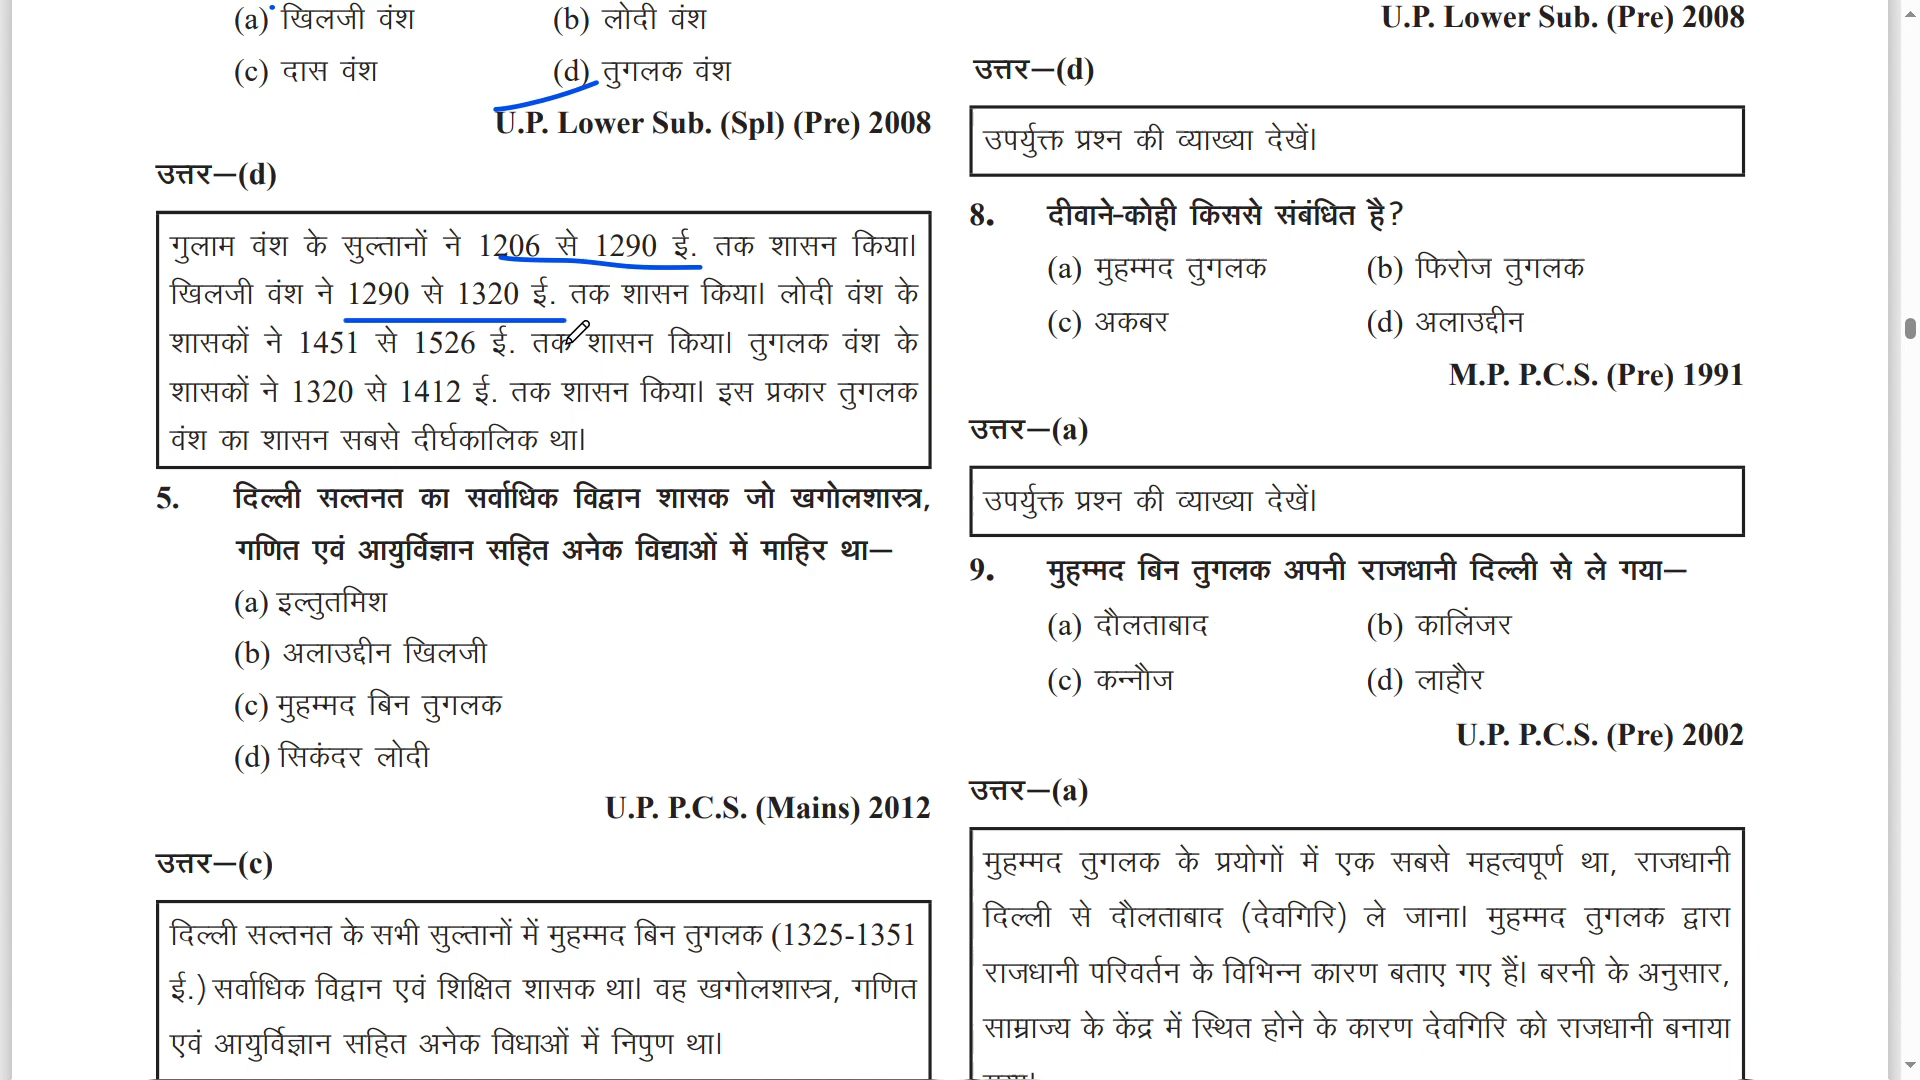 (a) खिलजी वंश (b) लोदी वंश
(c) दास वंश (d) तुगलक वंश
U.P. Lower Sub. (Spl) (Pre) 2008
उत्तर—(d)
गुलाम वंश के सुल्तानों ने 1206 से 1290 ई. तक शासन किया।
खिलजी वंश ने 1290 से 1320 ई. तक शासन किया। लोदी वंश के
शासकों ने 1451 से 1526 ई. तक शासन किया। तुगलक वंश के
शासकों ने 1320 से 1412 ई. तक शासन किया। इस प्रकार तुगलक
वंश का शासन सबसे दीर्घकालिक था।
5. दिल्ली सल्तनत का सर्वाधिक विद्वान शासक जो खगोलशास्त्र,
गणित एवं आयुर्विज्ञान सहित अनेक विद्याओं में माहिर था—
(a) इल्तुतमिश
(b) अलाउद्दीन खिलजी
(c) मुहम्मद बिन तुगलक
(d) सिकंदर लोदी
U.P. P.C.S. (Mains) 2012
उत्तर—(c)
दिल्ली सल्तनत के सभी सुल्तानों में मुहम्मद बिन तुगलक (1325-1351
ई.) सर्वाधिक विद्वान एवं शिक्षित शासक था। वह खगोलशास्त्र, गणित
एवं आयुर्विज्ञान सहित अनेक विधाओं में निपुण था।
U.P. Lower Sub. (Pre) 2008
उत्तर—(d)
उपर्युक्त प्रश्न की व्याख्या देखें।
8. दीवाने-कोही किससे संबंधित है?
(a) मुहम्मद तुगलक (b) फिरोज तुगलक
(c) अकबर (d) अलाउद्दीन
M.P. P.C.S. (Pre) 1991
उत्तर—(a)
उपर्युक्त प्रश्न की व्याख्या देखें।
9. मुहम्मद बिन तुगलक अपनी राजधानी दिल्ली से ले गया—
(a) दौलताबाद (b) कालिंजर
(c) कन्नौज (d) लाहौर
U.P. P.C.S. (Pre) 2002
उत्तर—(a)
मुहम्मद तुगलक के प्रयोगों में एक सबसे महत्वपूर्ण था, राजधानी
दिल्ली से दौलताबाद (देवगिरि) ले जाना। मुहम्मद तुगलक द्वारा
राजधानी परिवर्तन के विभिन्न कारण बताए गए हैं। बरनी के अनुसार,
साम्राज्य के केंद्र में स्थित होने के कारण देवगिरि को राजधानी बनाया